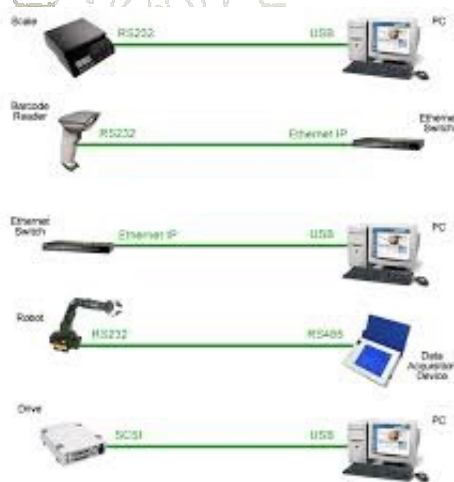 Scale
RS232
USB
PC
Barcode
Reader
RS232
Ethernet IP
Ethernet
Switch
Ethernet
Switch
Ethernet IP
USB
PC
Robot
RS232
RS485
Data
Acquisition
Device
Drive
SCSI
USB
PC